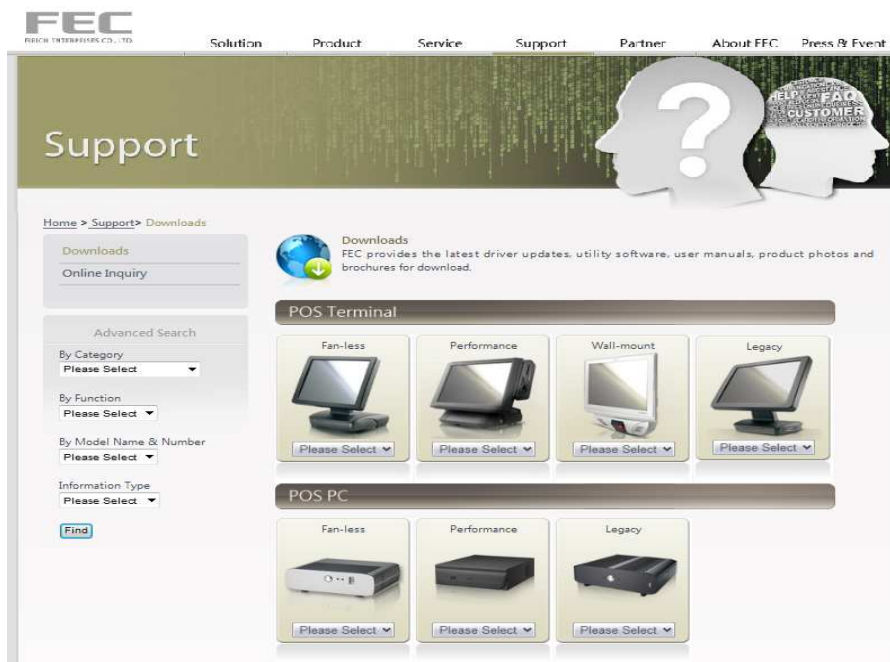 FEC
Solution
Product
Service
Support
Partner
About FEC
Press & Event
HELP
FAQ
CUSTOMER
?
Support
Home > Support> Downloads
Downloads
Online Inquiry
Downloads
FEC provides the latest driver updates, utility software, user manuals, product photos and
brochures for download.
Advanced Search
By Category
Please Select
By Function
Please Select
By Model Name & Number
Please Select
Information Type
Please Select
Find
POS Terminal
Fan-less
Performance
Wall-mount
Legacy
Please Select
Please Select
Please Select
Please Select
POS PC
Fan-less
Performance
Legacy
Please Select
Please Select
Please Select